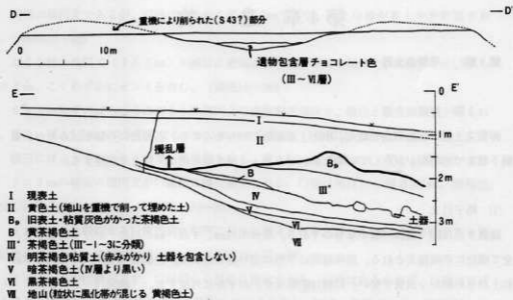 D
重機により削られた(S43?)部分
D'
0
10m
遺物包含層チョコレート色
(Ⅲ～Ⅵ層)
E
0 E'
Ⅰ
1m
Ⅱ
攪乱層
B₀
B
2m
Ⅲ'
Ⅳ
Ⅴ
土器
Ⅵ
3m
Ⅶ
Ⅰ 現表土
Ⅱ 黄色土(地山を重機で削って埋めた土)
B₀ 旧表土・粘質灰色がかった茶褐色土
B 黄茶褐色土
Ⅲ' 茶褐色土(Ⅲ'-1～3に分類)
Ⅳ 明茶褐色粘質土(赤みがかり 土器を包含しない)
Ⅴ 暗茶褐色土(Ⅳ層より黒い)
Ⅵ 黒茶褐色土
Ⅶ 地山(粒状に風化帯が混じる 黄褐色土)